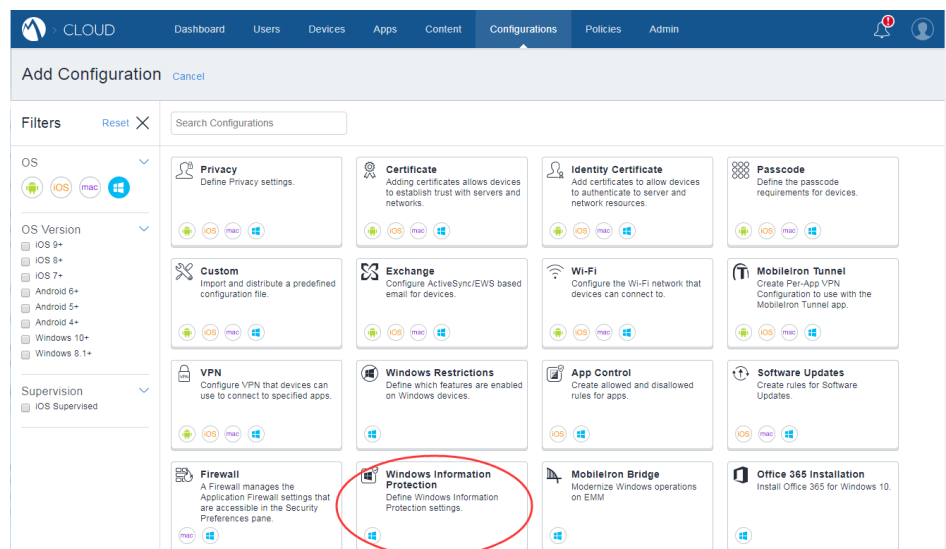 > CLOUD Dashboard Users Devices Apps Content Configurations Policies Admin
Add Configuration Cancel
Filters Reset
Search Configurations
OS
iOS mac
OS Version
iOS 9+
iOS 8+
iOS 7+
Android 6+
Android 5+
Android 4+
Windows 10+
Windows 8.1+
Supervision
iOS Supervised
Privacy
Define Privacy settings.
iOS mac
Certificate
Adding certificates allows devices
to establish trust with servers and
networks.
iOS mac
Identity Certificate
Add certificates to allow devices
to authenticate to server and
network resources.
iOS mac
Passcode
Define the passcode
requirements for devices.
iOS mac
Custom
Import and distribute a predefined
configuration file.
iOS mac
Exchange
Configure ActiveSync/EWS based
email for devices.
iOS mac
Wi-Fi
Configure the Wi-Fi network that
devices can connect to.
iOS mac
MobileIron Tunnel
Create Per-App VPN
Configuration to use with the
MobileIron Tunnel app.
iOS mac
VPN
VPN
Configure VPN that devices can
use to connect to specified apps.
iOS mac
Windows Restrictions
Define which features are enabled
on Windows devices.
App Control
Create allowed and disallowed
rules for apps.
iOS
Software Updates
Create rules for Software
Updates.
iOS mac
Firewall
A Firewall manages the
Application Firewall settings that
are accessible in the Security
Preferences pane.
mac
Windows Information
Protection
Define Windows Information
Protection settings.
MobileIron Bridge
Modernize Windows operations
on EMM
Office 365 Installation
Install Office 365 for Windows 10.